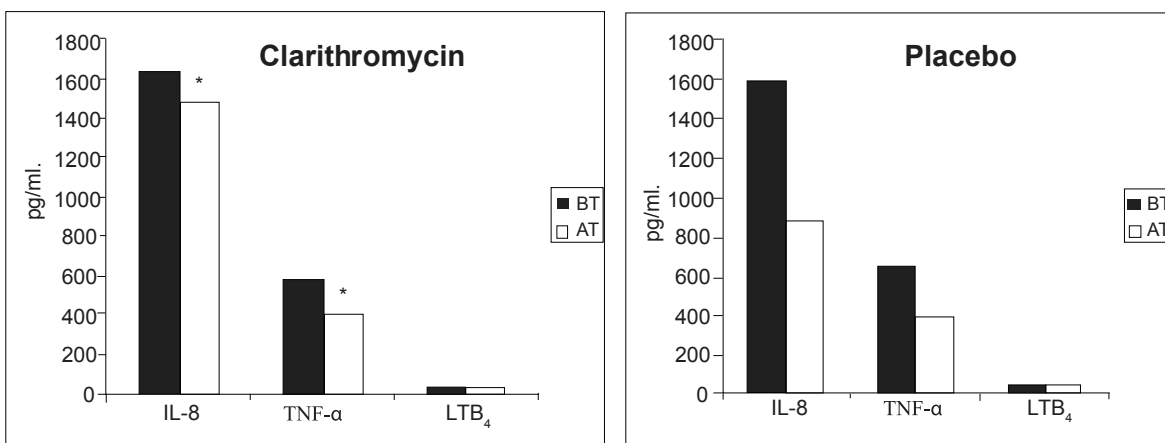 Clarithromycin
1800
1600
1400
1200
1000
800
600
400
200
0
pg/ml.
*
*
IL-8 TNF-α LTB₄
BT
AT
Placebo
1800
1600
1400
1200
1000
800
600
400
200
0
pg/ml.
IL-8 TNF-α LTB₄
BT
AT